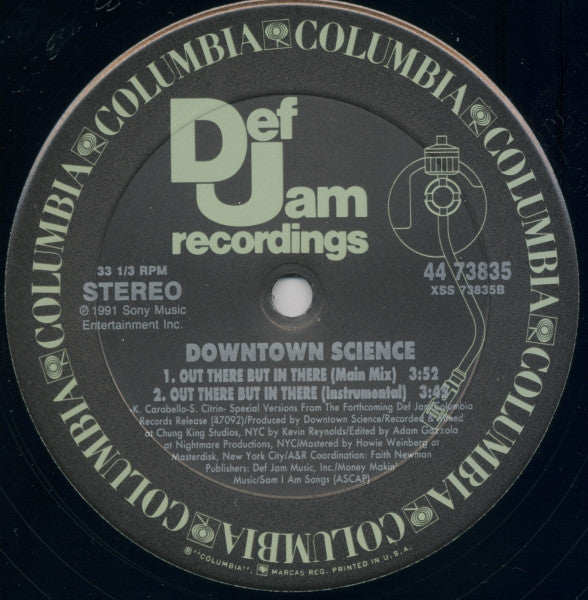 COLUMBIA COLUMBIA COLUMBIA COLUMBIA COLUMBIA COLUMBIA COLUMBIA COLUMBIA
Def
Jam
recordings
33 1/3 RPM
STEREO
℗ 1991 Sony Music
Entertainment Inc.
44 73835
XSS 73835B
DOWNTOWN SCIENCE
1. OUT THERE BUT IN THERE (Main Mix) 3:52
2. OUT THERE BUT IN THERE (Instrumental) 3:48
-K. Carabello-S. Citrin- Special Versions From The Forthcoming Def Jam/Columbia
Records Release (47092)/Produced by Downtown Science/Recorded & Mixed
at Chung King Studios, NYC by Kevin Reynolds/Edited by Adam Gazzola
at Nightmare Productions, NYC/Mastered by Howie Weinberg at
Masterdisk, New York City/A&R Coordination: Faith Newman
Publishers: Def Jam Music, Inc./Money Makin'
Music/Sam I Am Songs (ASCAP)
® "COLUMBIA", MARCAS REG. PRINTED IN U.S.A.